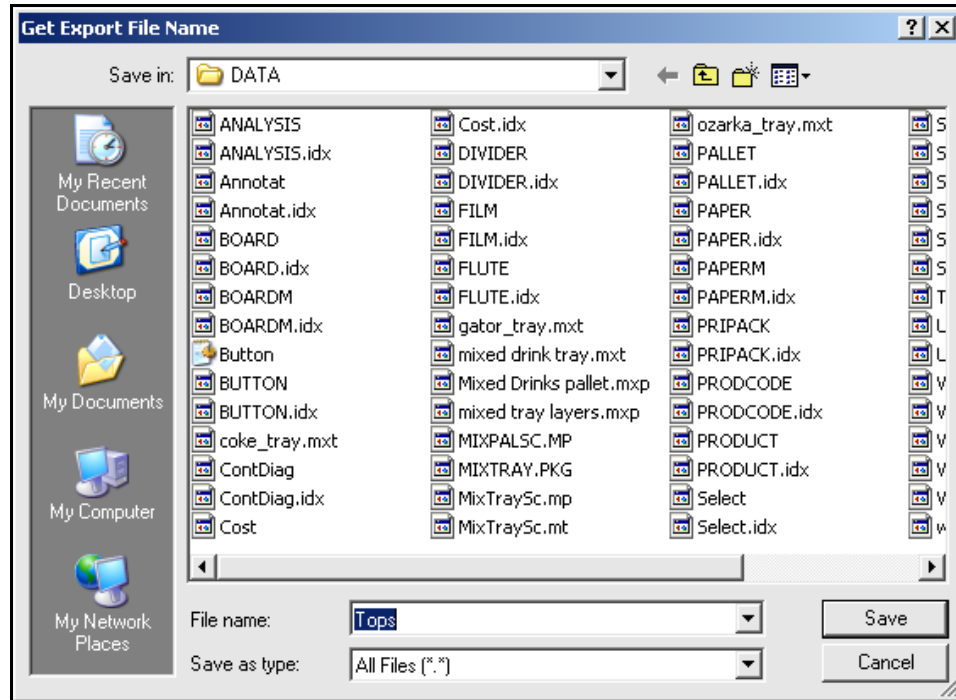 Get Export File Name
Save in: DATA
My Recent
Documents
Desktop
My Documents
My Computer
My Network
Places
ANALYSIS
ANALYSIS.idx
Annotat
Annotat.idx
BOARD
BOARD.idx
BOARDM
BOARDM.idx
Button
BUTTON
BUTTON.idx
coke_tray.mxt
ContDiag
ContDiag.idx
Cost
Cost.idx
DIVIDER
DIVIDER.idx
FILM
FILM.idx
FLUTE
FLUTE.idx
gator_tray.mxt
mixed drink tray.mxt
Mixed Drinks pallet.mxp
mixed tray layers.mxp
MIXPALSC.MP
MIXTRAY.PKG
MixTraySc.mp
MixTraySc.mt
ozarka_tray.mxt
PALLET
PALLET.idx
PAPER
PAPER.idx
PAPERM
PAPERM.idx
PRIPACK
PRIPACK.idx
PRODCODE
PRODCODE.idx
PRODUCT
PRODUCT.idx
Select
Select.idx
File name: Tops
Save
Save as type: All Files (*.*)
Cancel